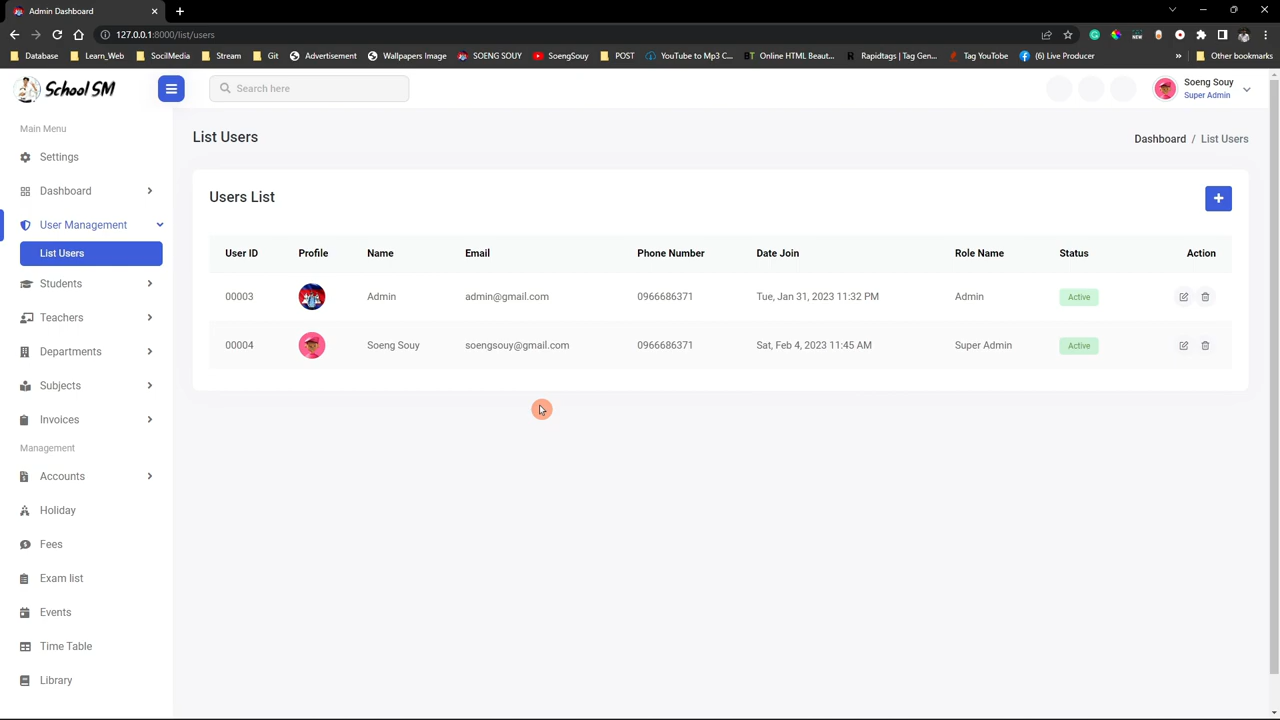 Admin Dashboard
127.0.0.1:8000/list/users
Database Learn_Web SocilMedia Stream Git Advertisement Wallpapers Image SOENG SOUY SoengSouy POST YouTube to Mp3 C... BT Online HTML Beaut... R Rapidtags | Tag Gen... Tag YouTube (6) Live Producer » Other bookmarks
School SM
Search here
Soeng Souy
Super Admin
Main Menu
Settings
Dashboard
User Management
List Users
Students
Teachers
Departments
Subjects
Invoices
Management
Accounts
Holiday
Fees
Exam list
Events
Time Table
Library
List Users
Dashboard / List Users
Users List
User ID Profile Name Email Phone Number Date Join Role Name Status Action
00003 Admin admin@gmail.com 0966686371 Tue, Jan 31, 2023 11:32 PM Admin Active
00004 Soeng Souy soengsouy@gmail.com 0966686371 Sat, Feb 4, 2023 11:45 AM Super Admin Active